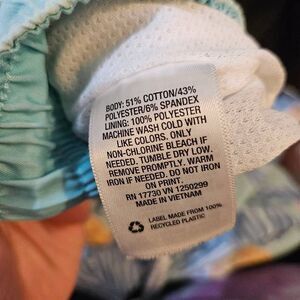 BODY: 51% COTTON/43%
POLYESTER/6% SPANDEX
LINING: 100% POLYESTER
MACHINE WASH COLD WITH
LIKE COLORS. ONLY
NON-CHLORINE BLEACH IF
NEEDED. TUMBLE DRY LOW.
REMOVE PROMPTLY. WARM
IRON IF NEEDED. DO NOT IRON
ON PRINT.
RN 17730 VN 1250299
MADE IN VIETNAM
LABEL MADE FROM 100%
RECYCLED PLASTIC